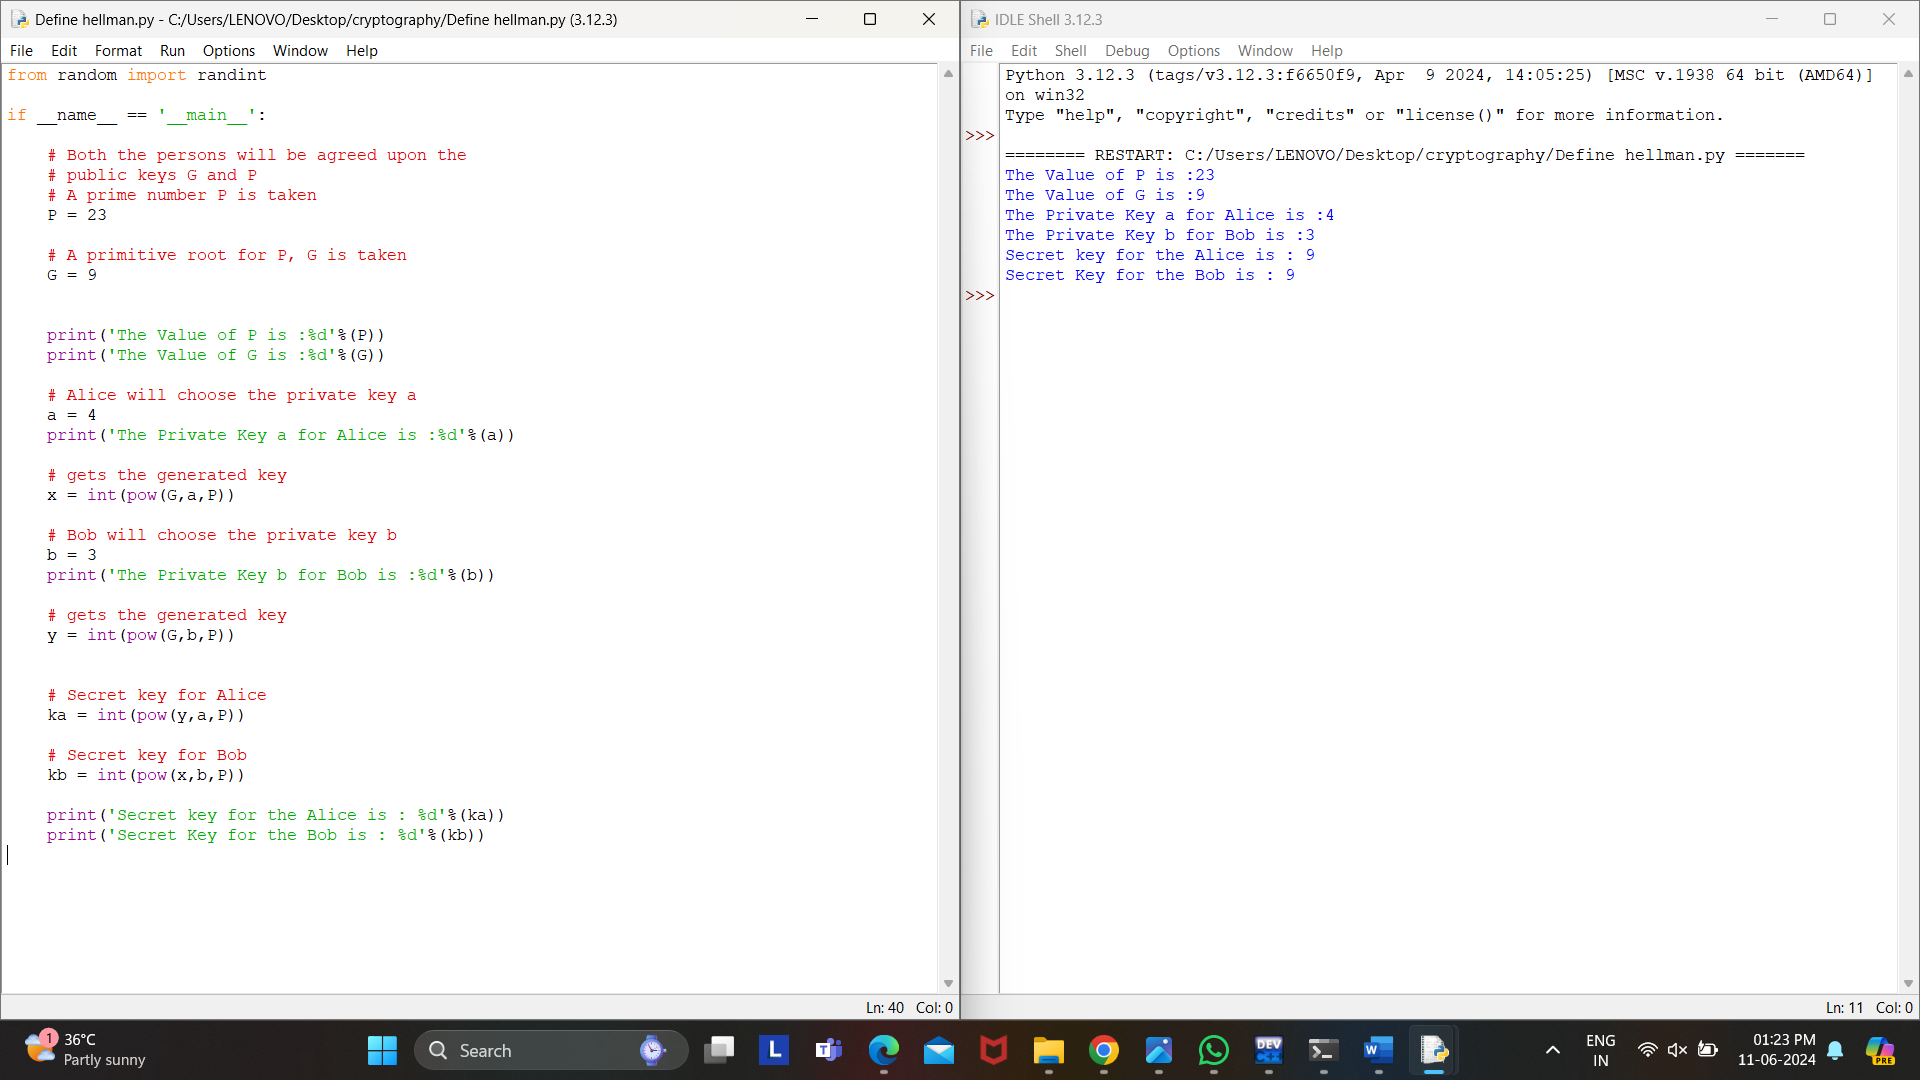 Define hellman.py - C:/Users/LENOVO/Desktop/cryptography/Define hellman.py (3.12.3)
File Edit Format Run Options Window Help
from random import randint
if __name__ == '__main__':
# Both the persons will be agreed upon the
# public keys G and P
# A prime number P is taken
P = 23
# A primitive root for P, G is taken
G = 9
print('The Value of P is :%d'%(P))
print('The Value of G is :%d'%(G))
# Alice will choose the private key a
a = 4
print('The Private Key a for Alice is :%d'%(a))
# gets the generated key
x = int(pow(G,a,P))
# Bob will choose the private key b
b = 3
print('The Private Key b for Bob is :%d'%(b))
# gets the generated key
y = int(pow(G,b,P))
# Secret key for Alice
ka = int(pow(y,a,P))
# Secret key for Bob
kb = int(pow(x,b,P))
print('Secret key for the Alice is : %d'%(ka))
print('Secret Key for the Bob is : %d'%(kb))
Ln: 40 Col: 0
IDLE Shell 3.12.3
File Edit Shell Debug Options Window Help
Python 3.12.3 (tags/v3.12.3:f6650f9, Apr  9 2024, 14:05:25) [MSC v.1938 64 bit (AMD64)]
on win32
Type "help", "copyright", "credits" or "license()" for more information.
>>>
======== RESTART: C:/Users/LENOVO/Desktop/cryptography/Define hellman.py =======
The Value of P is :23
The Value of G is :9
The Private Key a for Alice is :4
The Private Key b for Bob is :3
Secret key for the Alice is : 9
Secret Key for the Bob is : 9
>>>
Ln: 11 Col: 0
1
36°C
Partly sunny
Search
L
DEV
ENG
IN
01:23 PM
11-06-2024
PRE